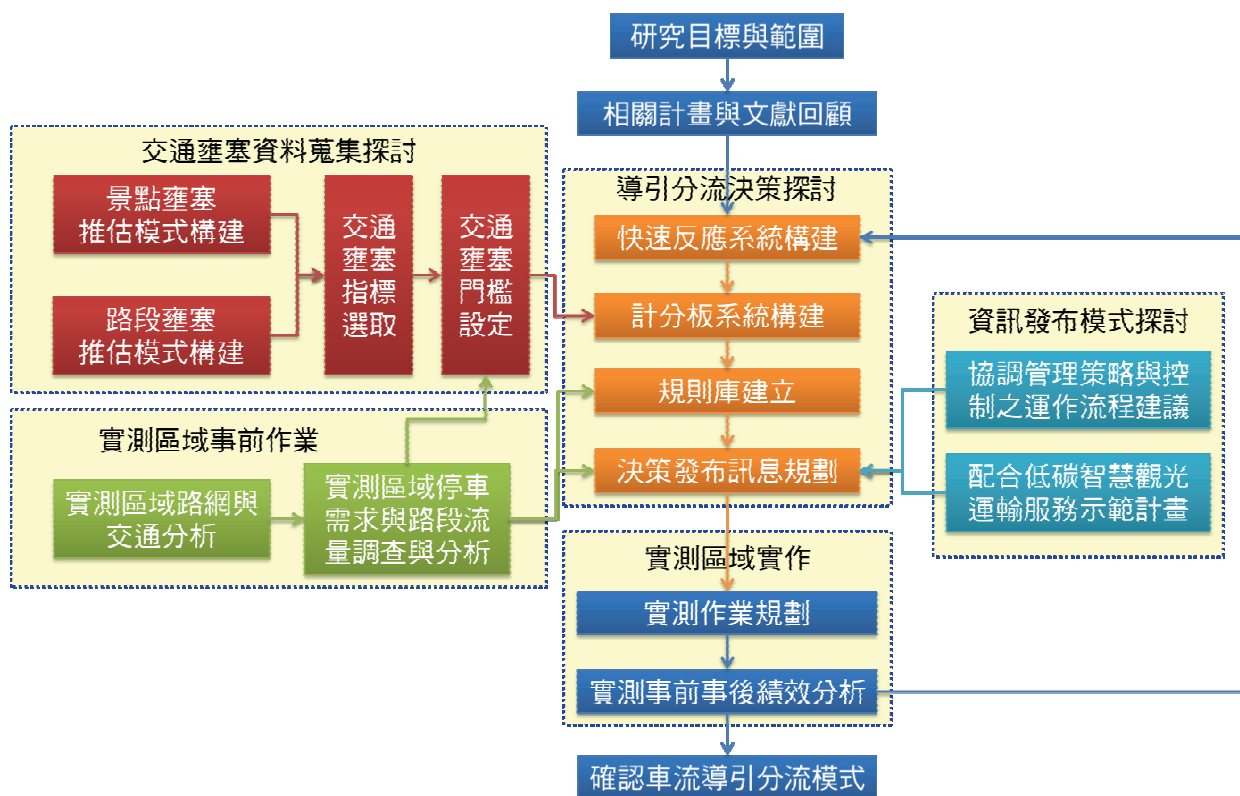 研究目標與範圍
相關計畫與文獻回顧
交通壅塞資料蒐集探討
景點壅塞
推估模式構建
路段壅塞
推估模式構建
交通
壅塞
指標
選取
交通
壅塞
門檻
設定
實測區域事前作業
實測區域路網與
交通分析
實測區域停車
需求與路段流
量調查與分析
導引分流決策探討
快速反應系統構建
計分板系統構建
規則庫建立
決策發布訊息規劃
資訊發布模式探討
協調管理策略與控
制之運作流程建議
配合低碳智慧觀光
運輸服務示範計畫
實測區域實作
實測作業規劃
實測事前事後績效分析
確認車流導引分流模式